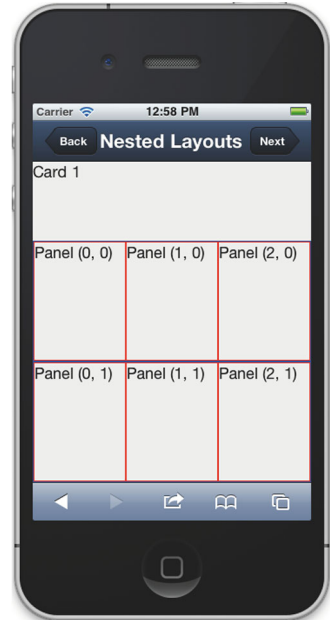 Carrier 12:58 PM
Back Nested Layouts Next
Card 1
Panel (0, 0) Panel (1, 0) Panel (2, 0)
Panel (0, 1) Panel (1, 1) Panel (2, 1)